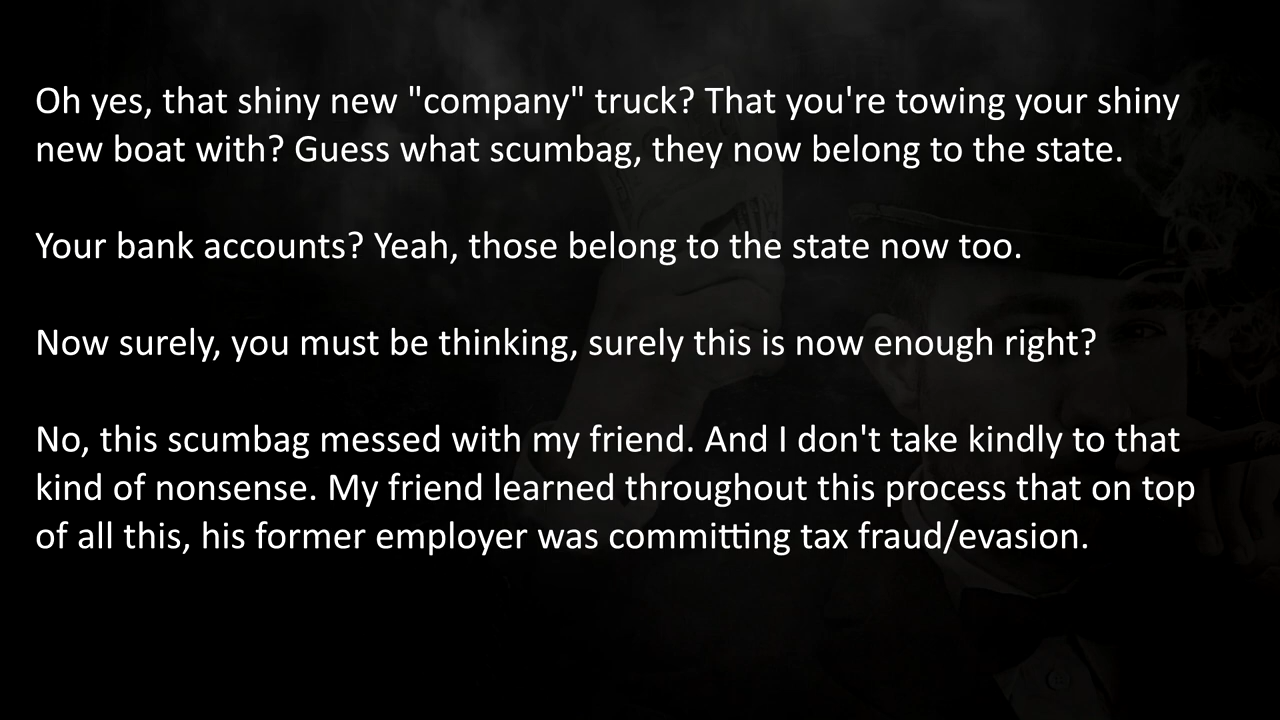 Oh yes, that shiny new "company" truck? That you're towing your shiny
new boat with? Guess what scumbag, they now belong to the state.
Your bank accounts? Yeah, those belong to the state now too.
Now surely, you must be thinking, surely this is now enough right?
No, this scumbag messed with my friend. And I don't take kindly to that
kind of nonsense. My friend learned throughout this process that on top
of all this, his former employer was committing tax fraud/evasion.